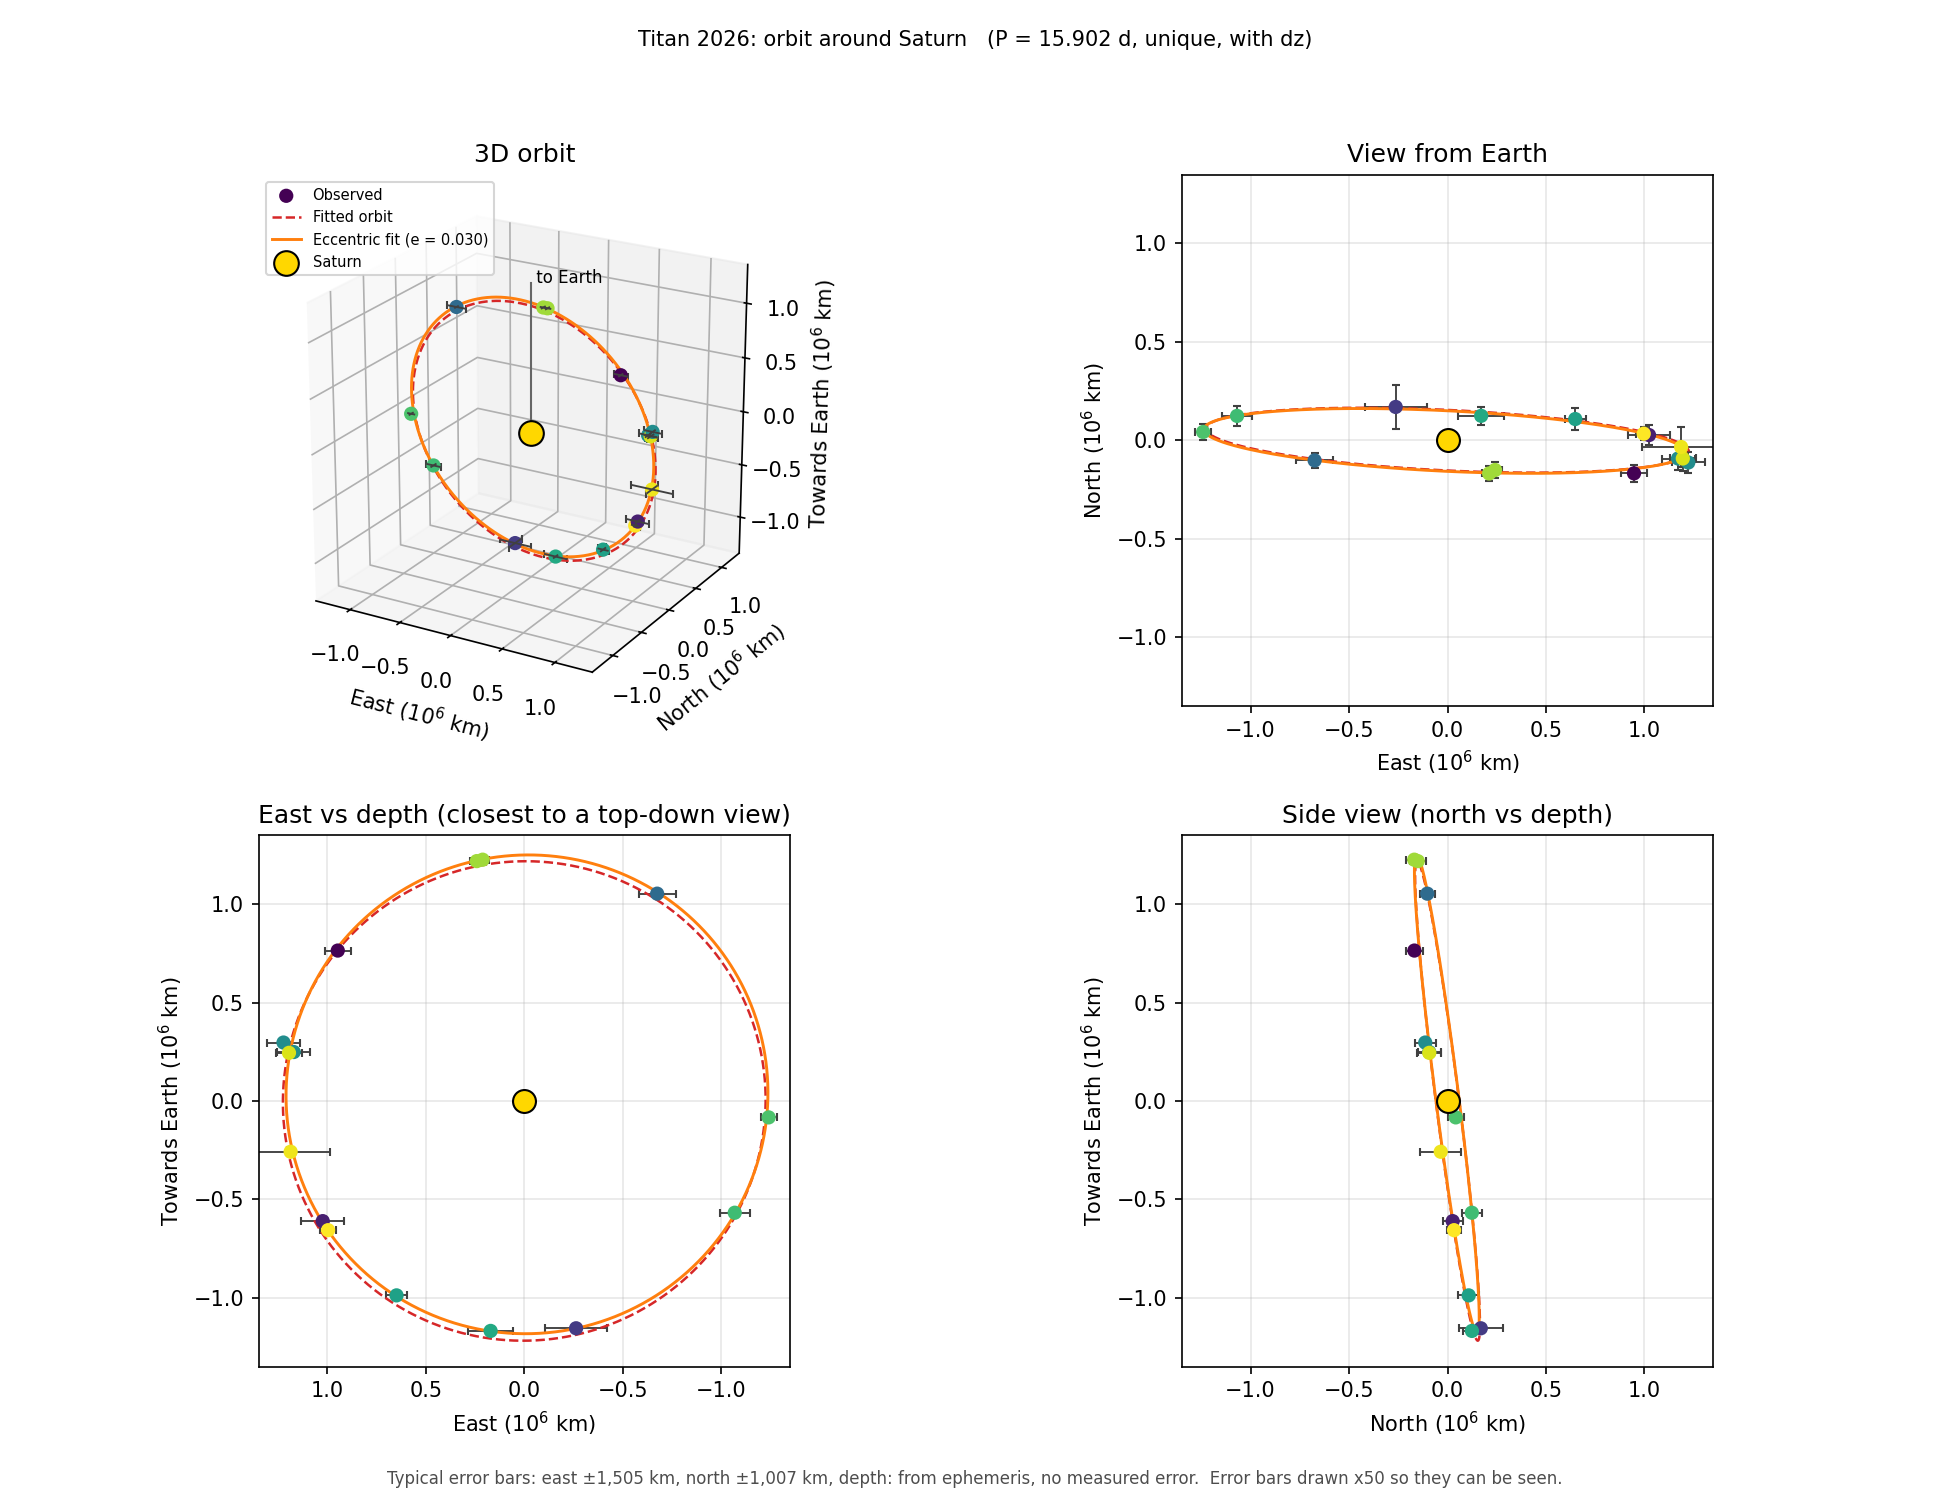 Titan 2026: orbit around Saturn   (P = 15.902 d, unique, with dz)
3D orbit
Observed
Fitted orbit
Eccentric fit (e = 0.030)
Saturn
to Earth
1.0
0.5
0.0
−0.5
−1.0
Towards Earth (10⁶ km)
−1.0
−0.5
0.0
0.5
1.0
East (10⁶ km)
1.0
0.5
0.0
−0.5
−1.0
North (10⁶ km)
View from Earth
1.0
0.5
0.0
−0.5
−1.0
North (10⁶ km)
−1.0 −0.5 0.0 0.5 1.0
East (10⁶ km)
East vs depth (closest to a top-down view)
1.0
0.5
0.0
−0.5
−1.0
Towards Earth (10⁶ km)
1.0 0.5 0.0 −0.5 −1.0
East (10⁶ km)
Side view (north vs depth)
1.0
0.5
0.0
−0.5
−1.0
Towards Earth (10⁶ km)
−1.0 −0.5 0.0 0.5 1.0
North (10⁶ km)
Typical error bars: east ±1,505 km, north ±1,007 km, depth: from ephemeris, no measured error.  Error bars drawn x50 so they can be seen.